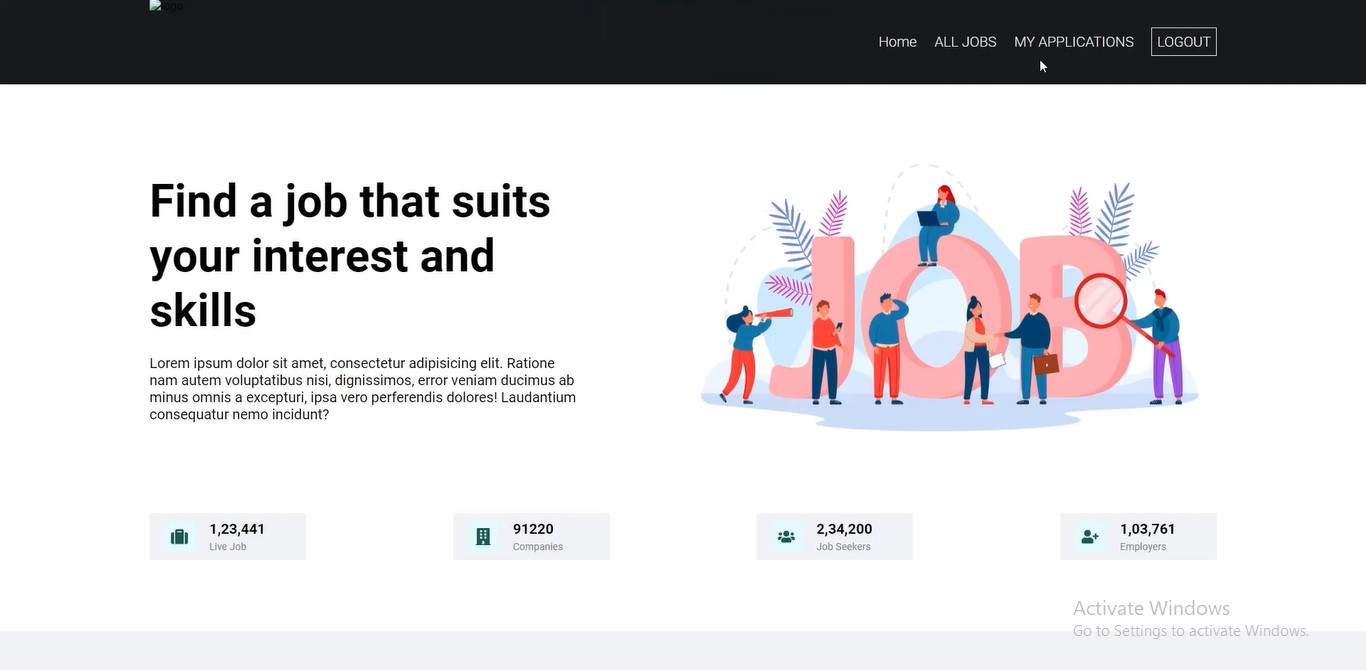 logo
Home ALL JOBS MY APPLICATIONS LOGOUT
Find a job that suits
your interest and
skills
Lorem ipsum dolor sit amet, consectetur adipisicing elit. Ratione
nam autem voluptatibus nisi, dignissimos, error veniam ducimus ab
minus omnis a excepturi, ipsa vero perferendis dolores! Laudantium
consequatur nemo incidunt?
JOB
1,23,441
Live Job
91220
Companies
2,34,200
Job Seekers
1,03,761
Employers
Activate Windows
Go to Settings to activate Windows.